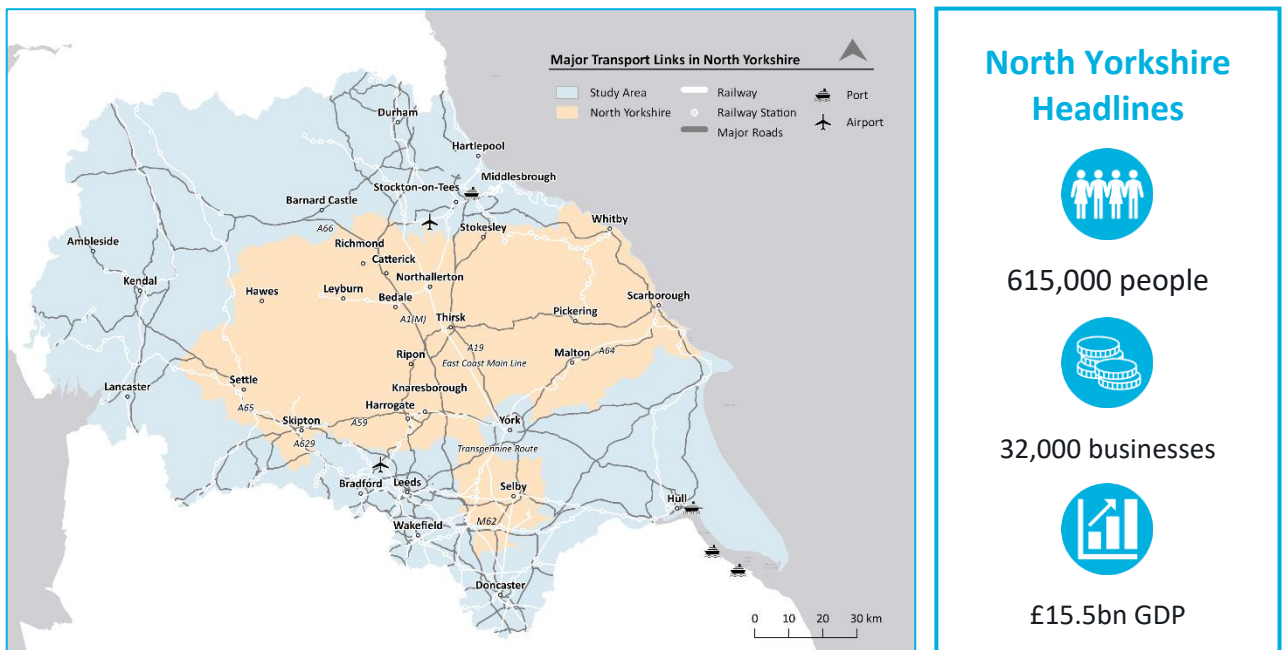 Major Transport Links in North Yorkshire
Study Area
North Yorkshire
Railway
Railway Station
Major Roads
Port
Airport
Durham
Hartlepool
Middlesbrough
Stockton-on-Tees
Barnard Castle
Whitby
A66
Stokesley
Ambleside
Richmond
Catterick
Kendal
Northallerton
Hawes
Leyburn
Bedale
Scarborough
A1(M)
Thirsk
Pickering
A19
Ripon
East Coast Main Line
Malton
A64
Lancaster
Settle
Knaresborough
A65
Harrogate
Skipton
A59
York
A629
Transpennine Route
Bradford
Leeds
Selby
Hull
Wakefield
M62
Doncaster
0 10 20 30 km
North Yorkshire
Headlines
615,000 people
32,000 businesses
£15.5bn GDP